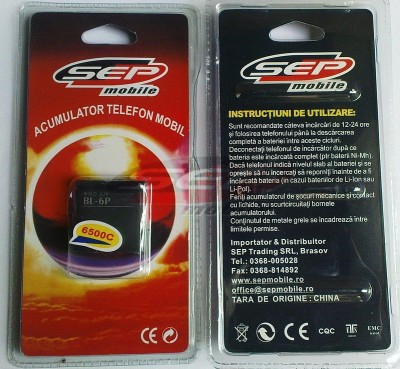 SEP
mobile
ACUMULATOR TELEFON MOBIL
BL-6P
6500C
CE
SEP
mobile
INSTRUCŢIUNI DE UTILIZARE:
Sunt recomandate câteva încărcări de 12-24 ore
şi folosirea telefonului până la descărcarea
completă a bateriei între aceste cicluri.
Deconectaţi telefonul de încărcător după ce
bateria este încărcată complet (ptr baterii Ni-Mh).
Dacă telefonul indică nivel slab al bateriei şi se
opreşte să nu încercaţi să reporniţi înainte de a fi
încărcată bateria (în cazul bateriilor de Li-Ion sau
Li-Pol).
Feriţi acumulatorul de şocuri mecanice şi contact
cu lichide, nu scurtcircuitaţi bornele
acumulatorului.
Conţinutul de metale grele se încadrează între
limitele permise.
Importator & Distribuitor
SEP Trading SRL, Brasov
Tel.: 0368-005028
Fax: 0368-814892
www.sepmobile.ro
office@sepmobile.ro
TARA DE ORIGINE: CHINA
CE CQC EMC